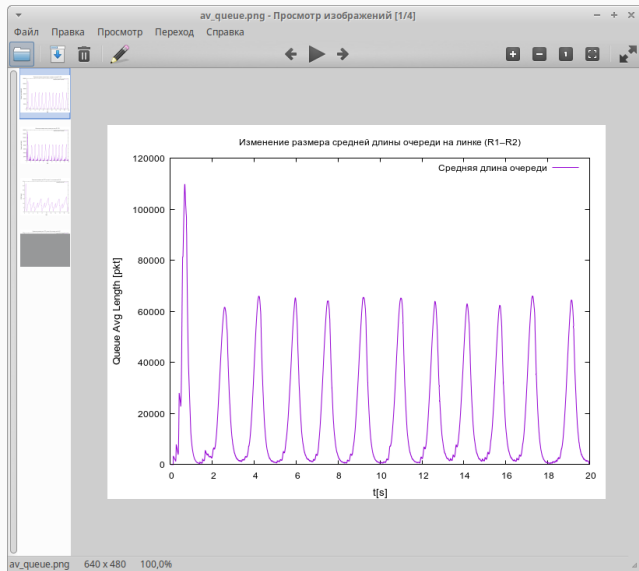 av_queue.png - Просмотр изображений [1/4]
Файл Правка Просмотр Переход Справка
Изменение размера средней длины очереди на линке (R1–R2)
Средняя длина очереди
Queue Avg Length [pkt]
120000
100000
80000
60000
40000
20000
0
0 2 4 6 8 10 12 14 16 18 20
t[s]
av_queue.png 640 x 480 100,0%